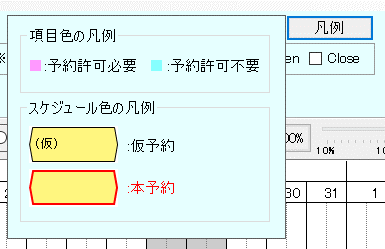 項目色の凡例
凡例
:予約許可必要 :予約許可不要
en Close
スケジュール色の凡例
(仮) :仮予約
:本予約
00%
10% 1
30 31 1